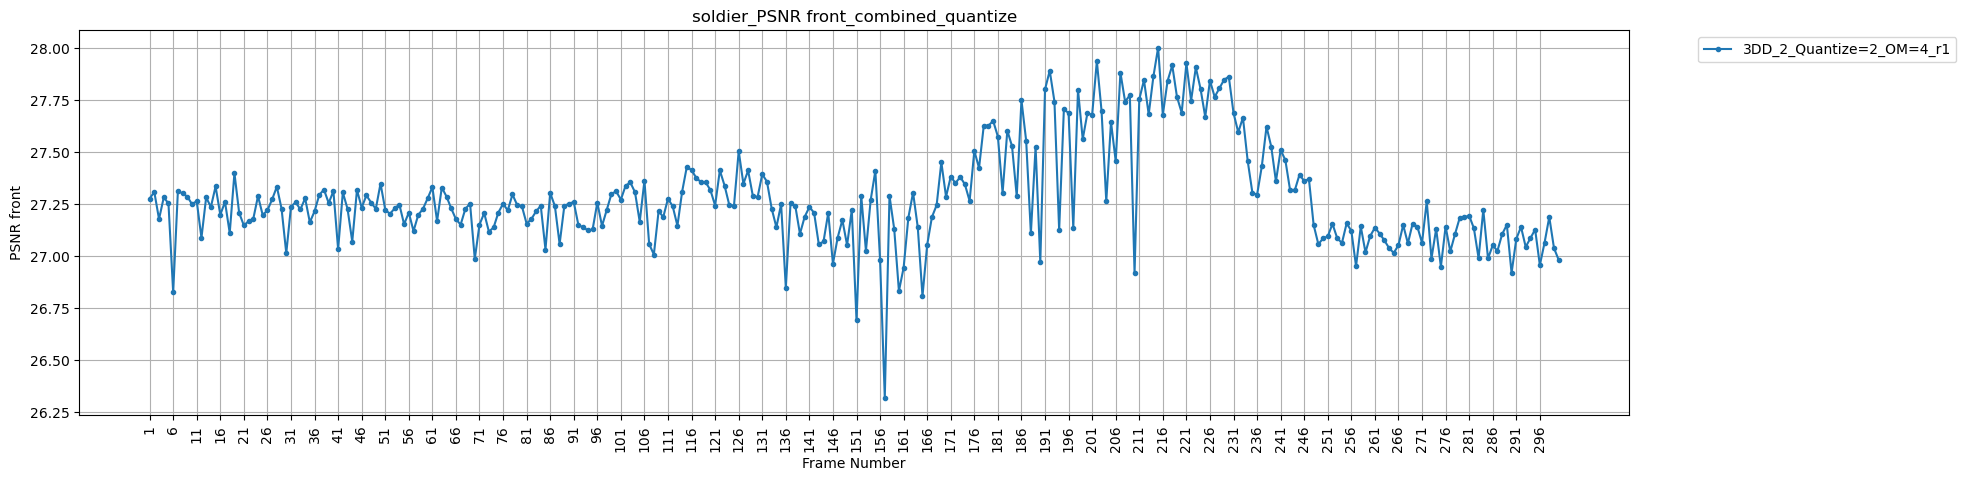 soldier_PSNR front_combined_quantize
3DD_2_Quantize=2_OM=4_r1
PSNR front
28.00
27.75
27.50
27.25
27.00
26.75
26.50
26.25
1 6 11 16 21 26 31 36 41 46 51 56 61 66 71 76 81 86 91 96 101 106 111 116 121 126 131 136 141 146 151 156 161 166 171 176 181 186 191 196 201 206 211 216 221 226 231 236 241 246 251 256 261 266 271 276 281 286 291 296
Frame Number